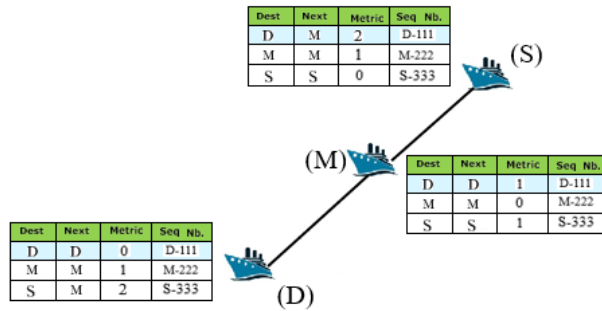 Dest Next Metric Seq Nb.
D M 2 D-111
M M 1 M-222
S S 0 S-333
(S)
(M)
Dest Next Metric Seq Nb.
D D 1 D-111
M M 0 M-222
S S 1 S-333
Dest Next Metric Seq Nb.
D D 0 D-111
M M 1 M-222
S M 2 S-333
(D)